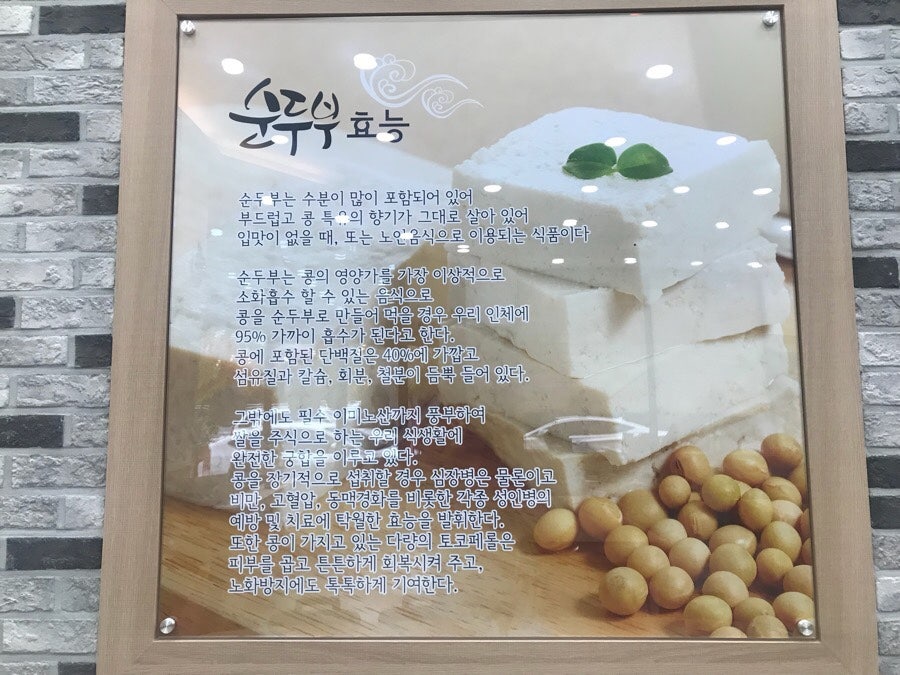 순두부 효능
순두부는 수분이 많이 포함되어 있어
부드럽고 콩 특유의 향기가 그대로 살아 있어
입맛이 없을 때, 또는 노인음식으로 이용되는 식품이다
순두부는 콩의 영양가를 가장 이상적으로
소화흡수 할 수 있는 음식으로
콩을 순두부로 만들어 먹을 경우 우리 인체에
95% 가까이 흡수가 된다고 한다.
콩에 포함된 단백질은 40%에 가깝고
섬유질과 칼슘, 회분, 철분이 듬뿍 들어 있다.
그밖에도 필수 아미노산까지 풍부하여
쌀을 주식으로 하는 우리 식생활에
완전한 궁합을 이루고 있다.
콩을 장기적으로 섭취할 경우 심장병은 물론이고
비만, 고혈압, 동맥경화를 비롯한 각종 성인병의
예방 및 치료에 탁월한 효능을 발휘한다.
또한 콩이 가지고 있는 다량의 토코페롤은
피부를 곱고 튼튼하게 회복시켜 주고,
노화방지에도 톡톡하게 기여한다.